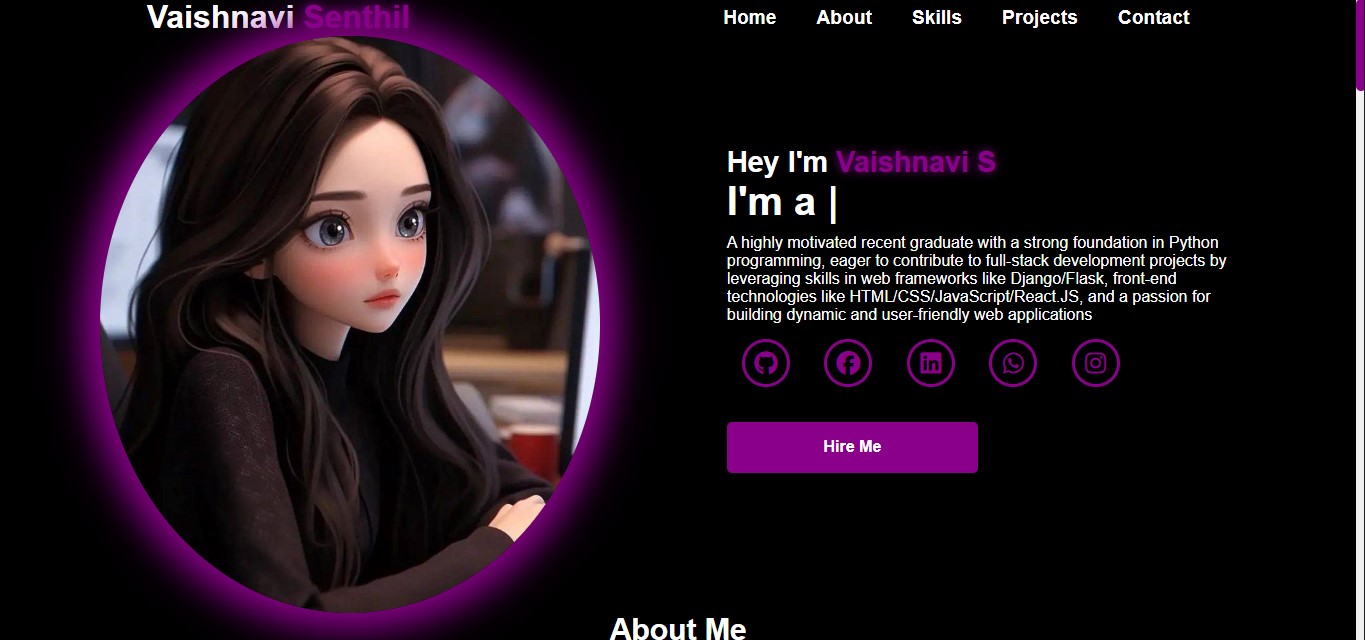 Vaishnavi Senthil
Home About Skills Projects Contact
Hey I'm Vaishnavi S
I'm a |
A highly motivated recent graduate with a strong foundation in Python
programming, eager to contribute to full-stack development projects by
leveraging skills in web frameworks like Django/Flask, front-end
technologies like HTML/CSS/JavaScript/React.JS, and a passion for
building dynamic and user-friendly web applications
in
Hire Me
About Me